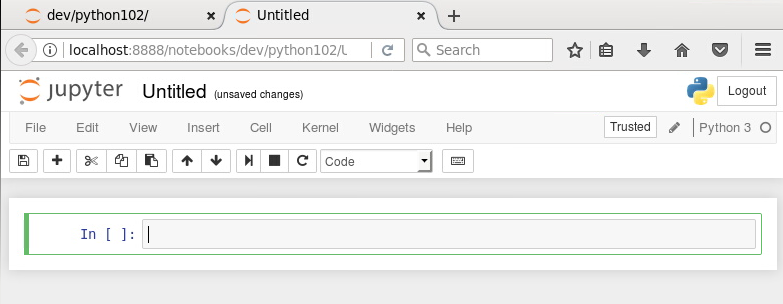 dev/python102/ Untitled
localhost:8888/notebooks/dev/python102/U Search
jupyter Untitled (unsaved changes) Logout
File Edit View Insert Cell Kernel Widgets Help Trusted Python 3
Code
In [ ]: